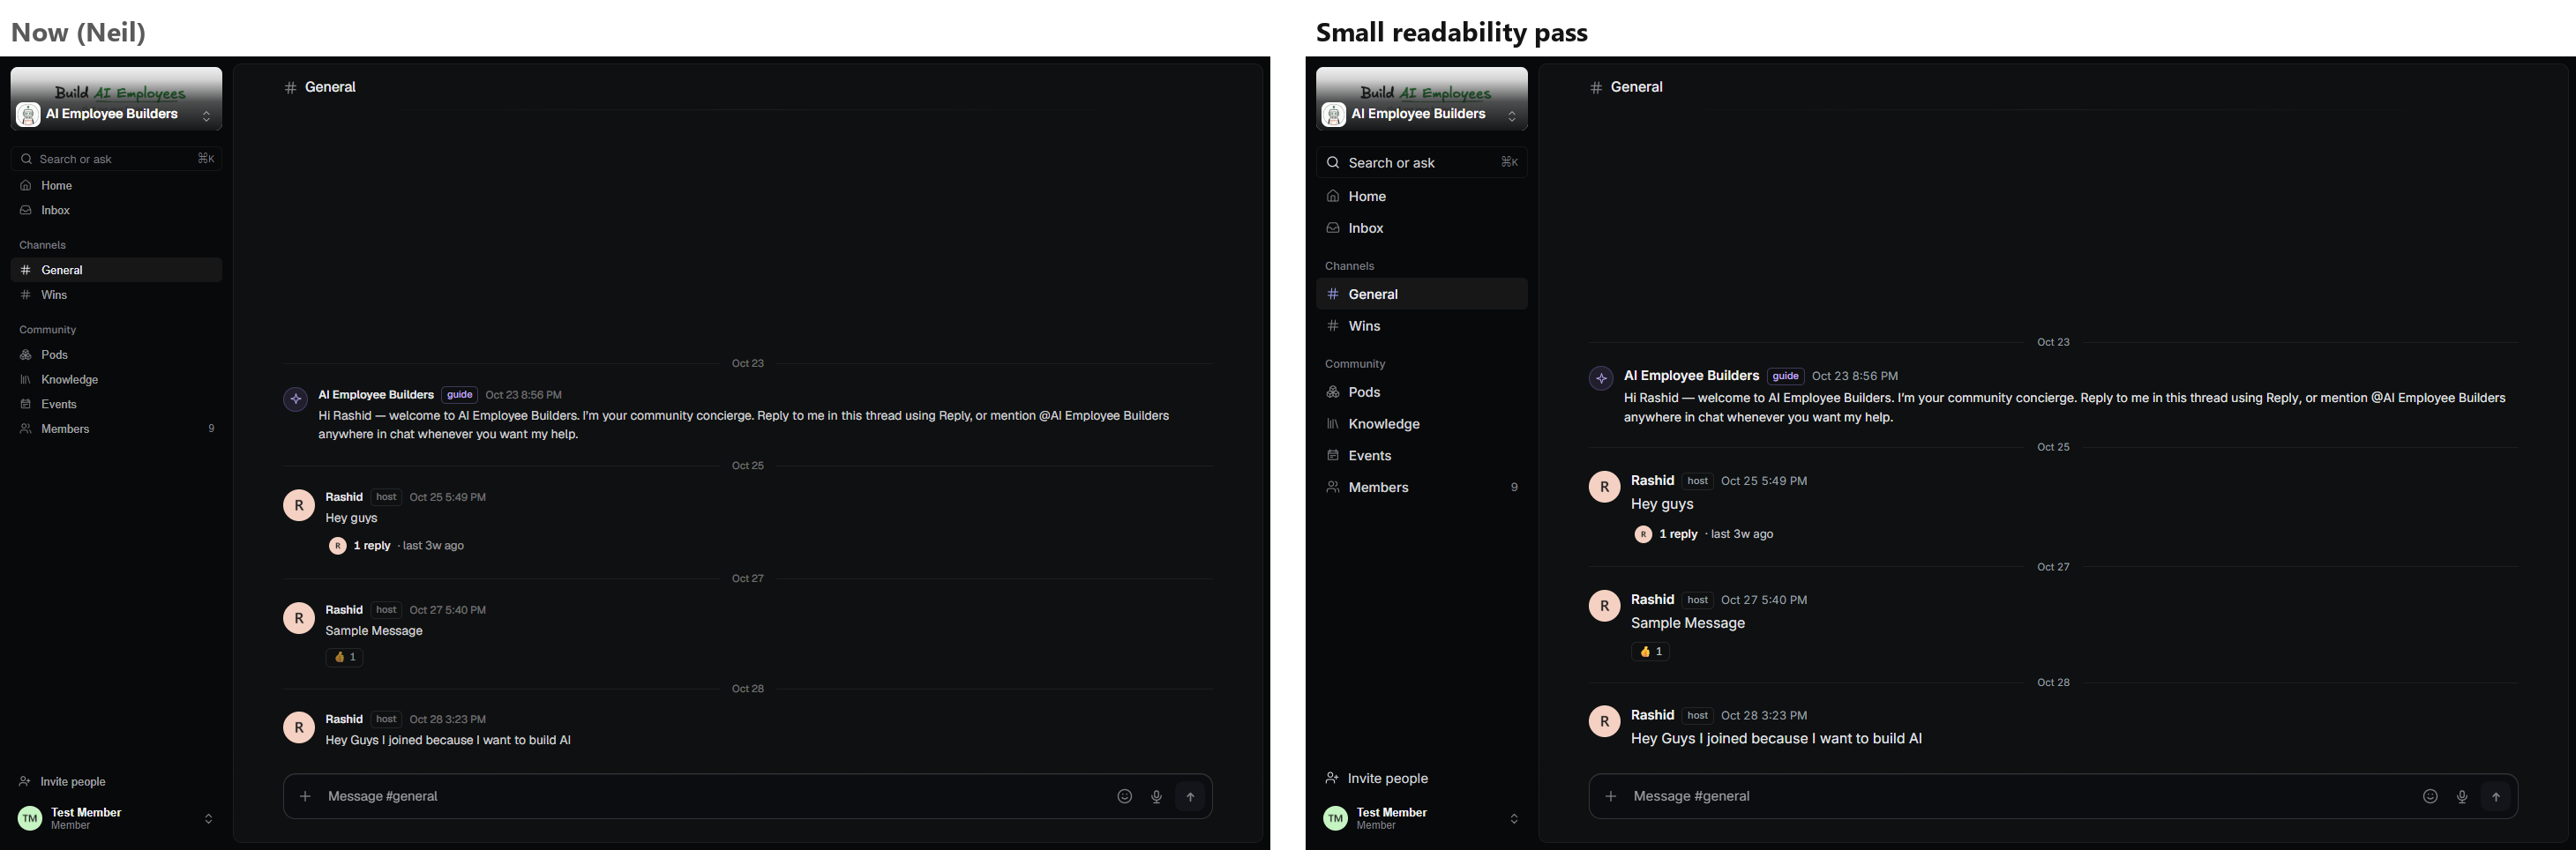 Now (Neil)
Build AI Employees
AI Employee Builders
Search or ask ⌘K
Home
Inbox
Channels
# General
# Wins
Community
Pods
Knowledge
Events
Members 9
Invite people
TM
Test Member
Member
# General
Oct 23
AI Employee Builders guide Oct 23 8:56 PM
Hi Rashid — welcome to AI Employee Builders. I'm your community concierge. Reply to me in this thread using Reply, or mention @AI Employee Builders
anywhere in chat whenever you want my help.
Oct 25
R
Rashid host Oct 25 5:49 PM
Hey guys
R 1 reply · last 3w ago
Oct 27
R
Rashid host Oct 27 5:40 PM
Sample Message
👍 1
Oct 28
R
Rashid host Oct 28 3:23 PM
Hey Guys I joined because I want to build AI
Message #general
Small readability pass
Build AI Employees
AI Employee Builders
Search or ask ⌘K
Home
Inbox
Channels
# General
# Wins
Community
Pods
Knowledge
Events
Members 9
Invite people
TM
Test Member
Member
# General
Oct 23
AI Employee Builders guide Oct 23 8:56 PM
Hi Rashid — welcome to AI Employee Builders. I'm your community concierge. Reply to me in this thread using Reply, or mention @AI Employee Builders
anywhere in chat whenever you want my help.
Oct 25
R
Rashid host Oct 25 5:49 PM
Hey guys
R 1 reply · last 3w ago
Oct 27
R
Rashid host Oct 27 5:40 PM
Sample Message
👍 1
Oct 28
R
Rashid host Oct 28 3:23 PM
Hey Guys I joined because I want to build AI
Message #general